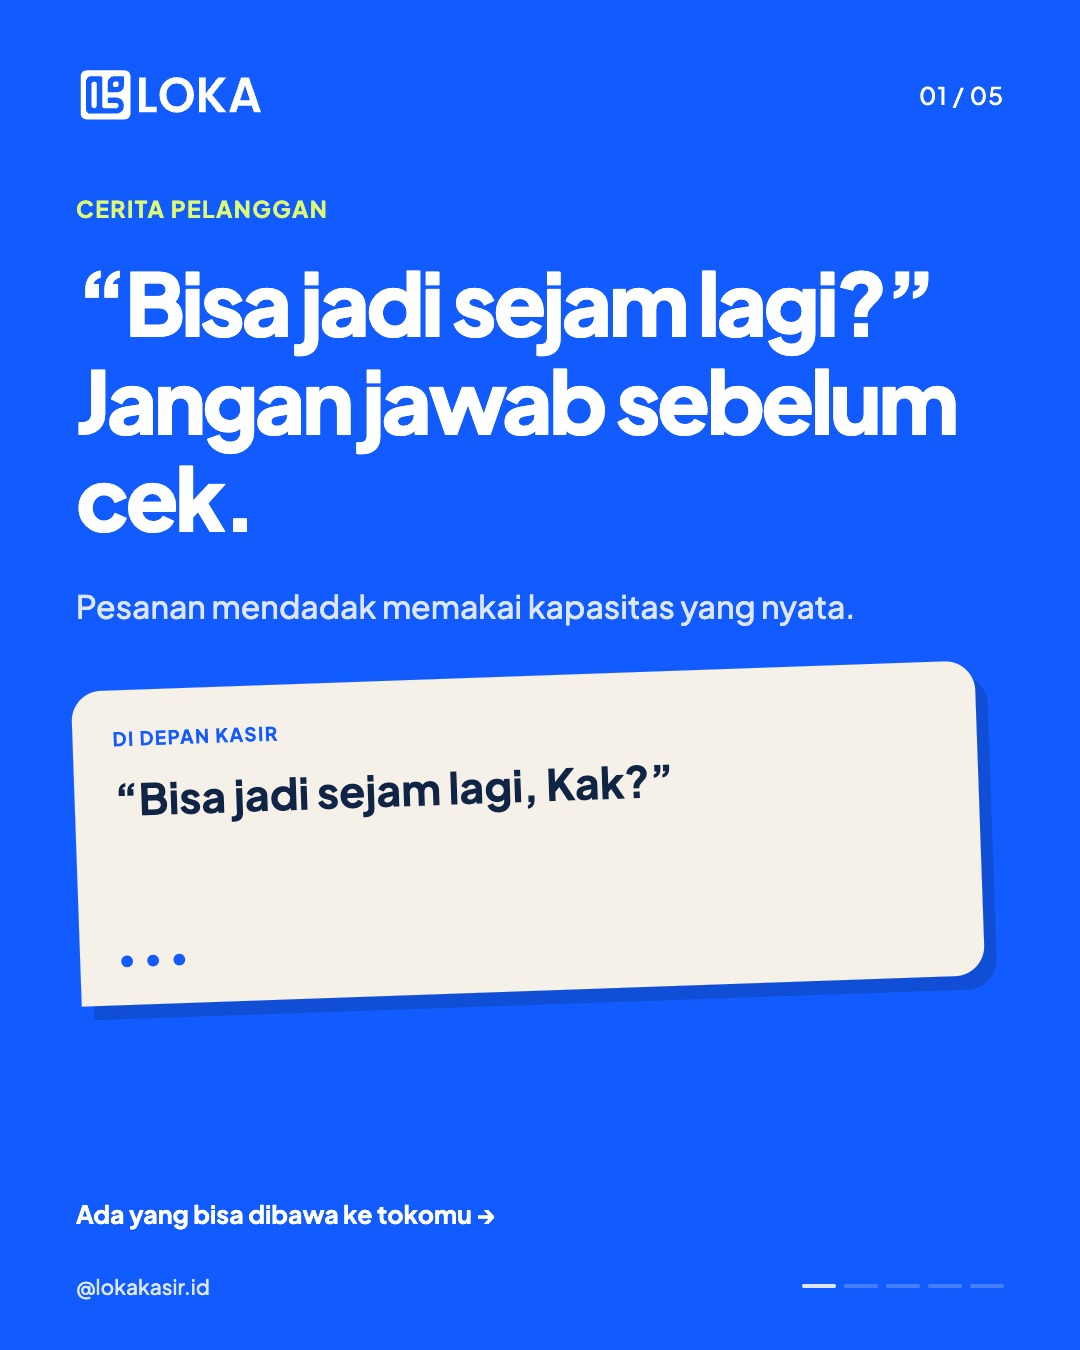 LOKA
01 / 05
CERITA PELANGGAN
“Bisa jadi sejam lagi?”
Jangan jawab sebelum
cek.
Pesanan mendadak memakai kapasitas yang nyata.
DI DEPAN KASIR
“Bisa jadi sejam lagi, Kak?”
Ada yang bisa dibawa ke tokomu →
@lokakasir.id